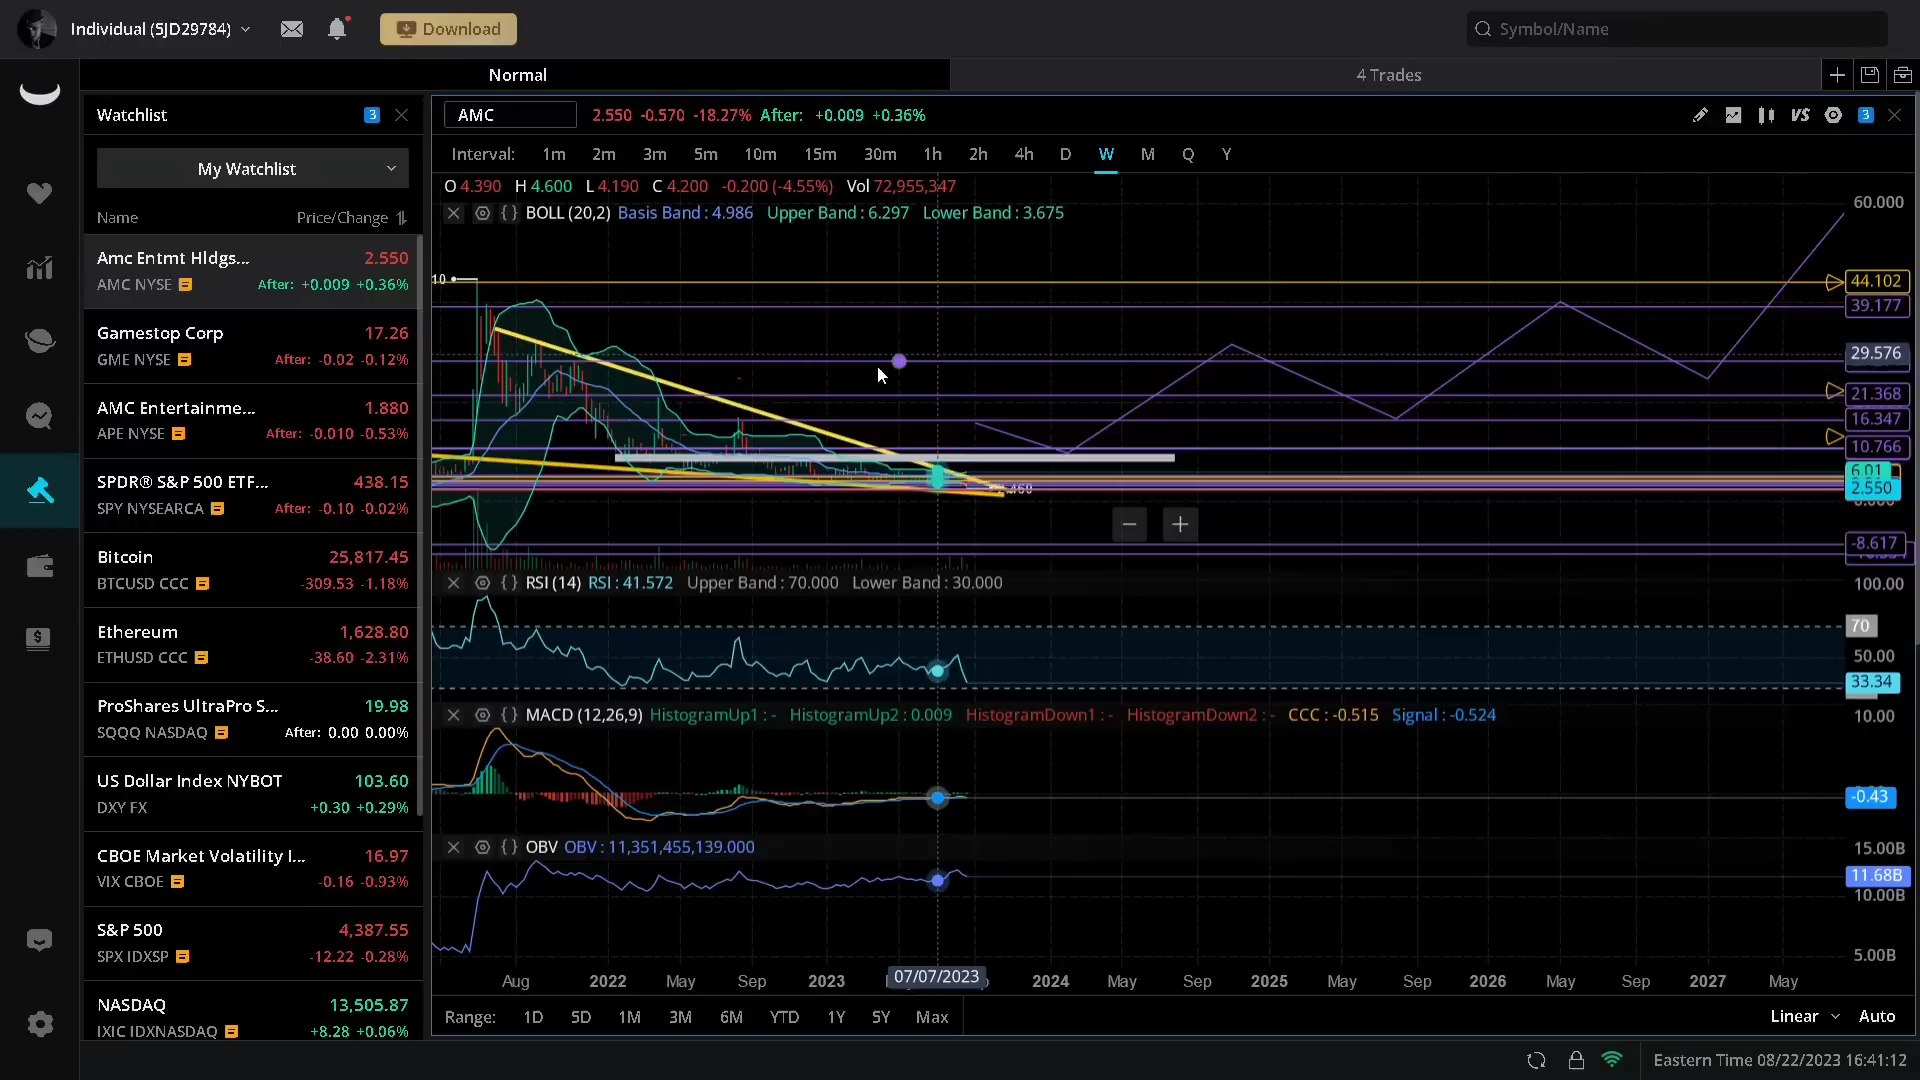 Individual (5JD29784)
Download
Symbol/Name
Normal
4 Trades
Watchlist
3
My Watchlist
Name
Price/Change
Amc Entmt Hldgs...
2.550
AMC NYSE
After: +0.009 +0.36%
Gamestop Corp
17.26
GME NYSE
After: -0.02 -0.12%
AMC Entertainme...
1.880
APE NYSE
After: -0.010 -0.53%
SPDR® S&P 500 ETF...
438.15
SPY NYSEARCA
After: -0.10 -0.02%
Bitcoin
25,817.45
BTCUSD CCC
-309.53 -1.18%
Ethereum
1,628.80
ETHUSD CCC
-38.60 -2.31%
ProShares UltraPro S...
19.98
SQQQ NASDAQ
After: 0.00 0.00%
US Dollar Index NYBOT
103.60
DXY FX
+0.30 +0.29%
CBOE Market Volatility I...
16.97
VIX CBOE
-0.16 -0.93%
S&P 500
4,387.55
SPX IDXSP
-12.22 -0.28%
NASDAQ
13,505.87
IXIC IDXNASDAQ
+8.28 +0.06%
AMC
2.550 -0.570 -18.27% After: +0.009 +0.36%
VS
3
Interval: 1m 2m 3m 5m 10m 15m 30m 1h 2h 4h D W M Q Y
O 4.390 H 4.600 L 4.190 C 4.200 -0.200 (-4.55%) Vol 72,955,347
BOLL (20,2) Basis Band : 4.986 Upper Band : 6.297 Lower Band : 3.675
60.000
10
44.102
39.177
29.576
21.368
16.347
10.766
6.01
2.550
-8.617
RSI (14) RSI : 41.572 Upper Band : 70.000 Lower Band : 30.000
100.00
70
50.00
33.34
MACD (12,26,9) HistogramUp1 : - HistogramUp2 : 0.009 HistogramDown1 : - HistogramDown2 : - CCC : -0.515 Signal : -0.524
10.00
-0.43
OBV OBV : 11,351,455,139.000
15.00B
11.68B
10.00B
5.00B
Aug 2022 May Sep 2023 07/07/2023 2024 May Sep 2025 May Sep 2026 May Sep 2027 May
Range: 1D 5D 1M 3M 6M YTD 1Y 5Y Max
Linear
Auto
Eastern Time 08/22/2023 16:41:12